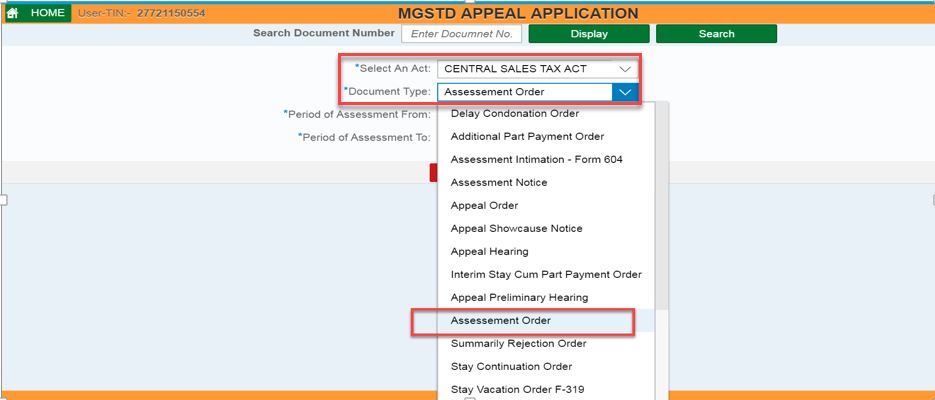 HOME User-TIN:- 27721150554 MGSTD APPEAL APPLICATION
Search Document Number Enter Documnet No. Display Search
*Select An Act: CENTRAL SALES TAX ACT
*Document Type: Assessement Order
*Period of Assessment From:
*Period of Assessment To:
Delay Condonation Order
Additional Part Payment Order
Assessment Intimation - Form 604
Assessment Notice
Appeal Order
Appeal Showcause Notice
Appeal Hearing
Interim Stay Cum Part Payment Order
Appeal Preliminary Hearing
Assessement Order
Summarily Rejection Order
Stay Continuation Order
Stay Vacation Order F-319